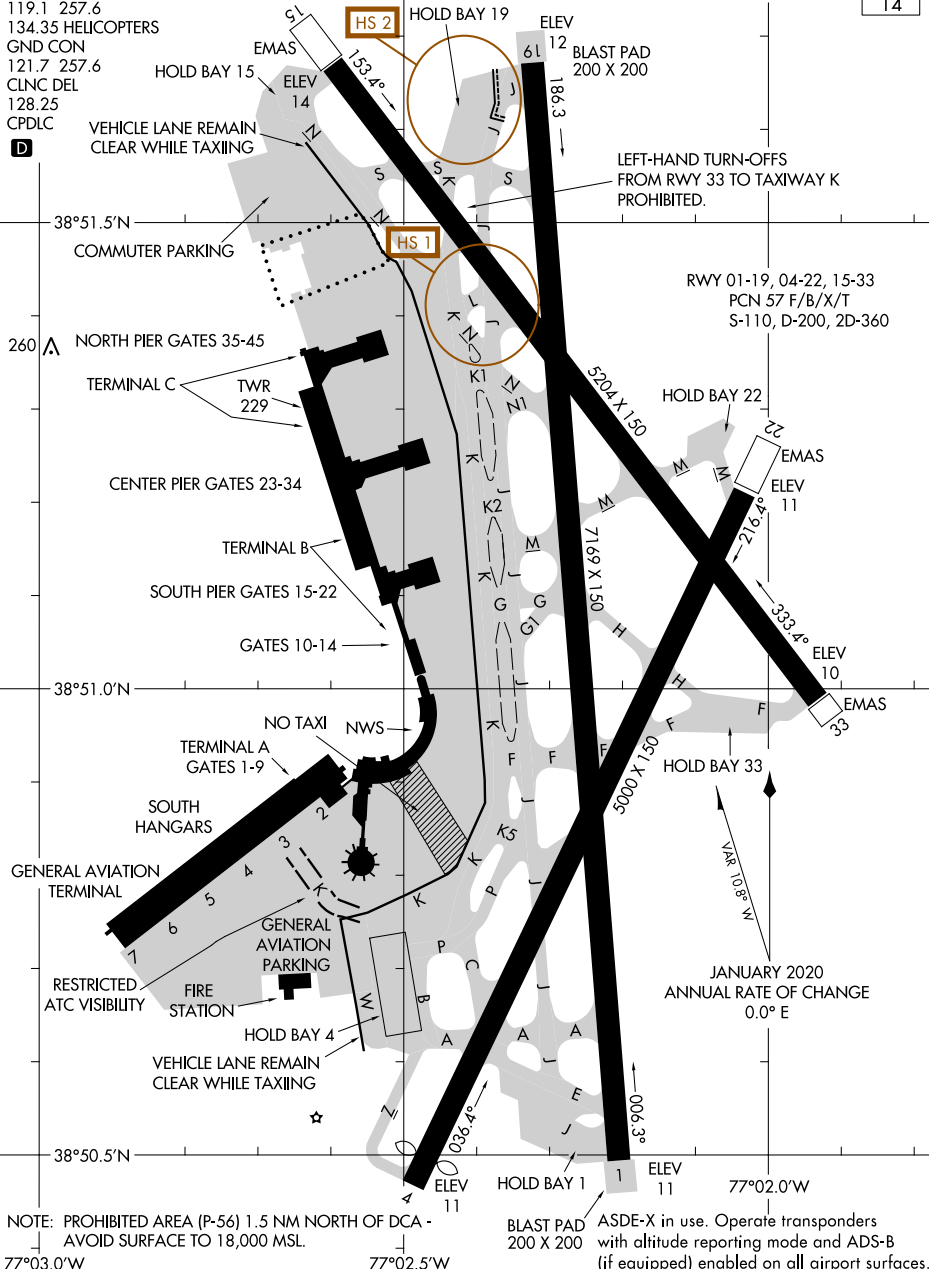 119.1 257.6
134.35 HELICOPTERS
GND CON
121.7 257.6
CLNC DEL
128.25
CPDLC
D
14
15
EMAS
HS 2
HOLD BAY 19
ELEV
12
19
BLAST PAD
200 X 200
HOLD BAY 15
ELEV
14
153.4°
186.3
J
J
N
VEHICLE LANE REMAIN
CLEAR WHILE TAXIING
S
S
K
S
LEFT-HAND TURN-OFFS
FROM RWY 33 TO TAXIWAY K
PROHIBITED.
38°51.5'N
N
J
COMMUTER PARKING
HS 1
RWY 01-19, 04-22, 15-33
PCN 57 F/B/X/T
S-110, D-200, 2D-360
L
K
J
N
260
NORTH PIER GATES 35-45
TERMINAL C
TWR
229
K1
N
N1
5204 X 150
HOLD BAY 22
22
EMAS
ELEV
11
CENTER PIER GATES 23-34
K
J
M
M
M
216.4°
K2
TERMINAL B
M
7169 X 150
SOUTH PIER GATES 15-22
K
J
G
G
G1
H
333.4°
GATES 10-14
ELEV
10
38°51.0'N
J
H
F
EMAS
33
NO TAXI
NWS
K
F
F
F
F
HOLD BAY 33
TERMINAL A
GATES 1-9
5000 X 150
SOUTH
HANGARS
2
3
4
5
6
7
J
K5
K
VAR 10.8° W
GENERAL AVIATION
TERMINAL
K
K
P
J
GENERAL
AVIATION
PARKING
P
C
RESTRICTED
ATC VISIBILITY
FIRE
STATION
W
B
J
JANUARY 2020
ANNUAL RATE OF CHANGE
0.0° E
HOLD BAY 4
A
A
A
VEHICLE LANE REMAIN
CLEAR WHILE TAXIING
J
E
Z
036.4°
J
006.3°
38°50.5'N
4
ELEV
11
HOLD BAY 1
1
ELEV
11
77°02.0'W
NOTE: PROHIBITED AREA (P-56) 1.5 NM NORTH OF DCA -
AVOID SURFACE TO 18,000 MSL.
BLAST PAD
200 X 200
ASDE-X in use. Operate transponders
with altitude reporting mode and ADS-B
(if equipped) enabled on all airport surfaces.
77°03.0'W
77°02.5'W